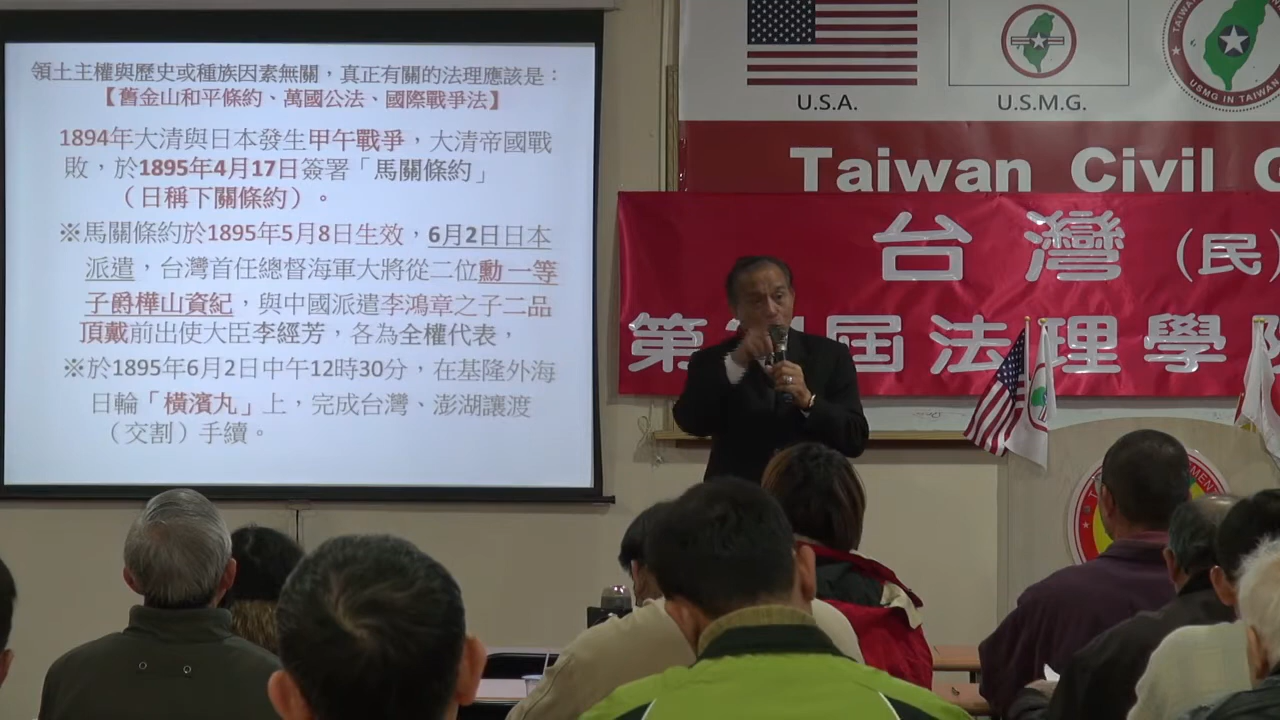 領土主權與歷史或種族因素無關，真正有關的法理應該是：
【舊金山和平條約、萬國公法、國際戰爭法】
1894年大清與日本發生甲午戰爭，大清帝國戰
敗，於1895年4月17日簽署「馬關條約」
（日稱下關條約）。
※馬關條約於1895年5月8日生效，6月2日日本
派遣，台灣首任總督海軍大將從二位勳一等
子爵樺山資紀，與中國派遣李鴻章之子二品
頂戴前出使大臣李經芳，各為全權代表，
※於1895年6月2日中午12時30分，在基隆外海
日輪「橫濱丸」上，完成台灣、澎湖讓渡
（交割）手續。
U.S.A.
U.S.M.G.
USMG IN TAIWAN
Taiwan Civil G
台灣（民）
第 屆法理學院